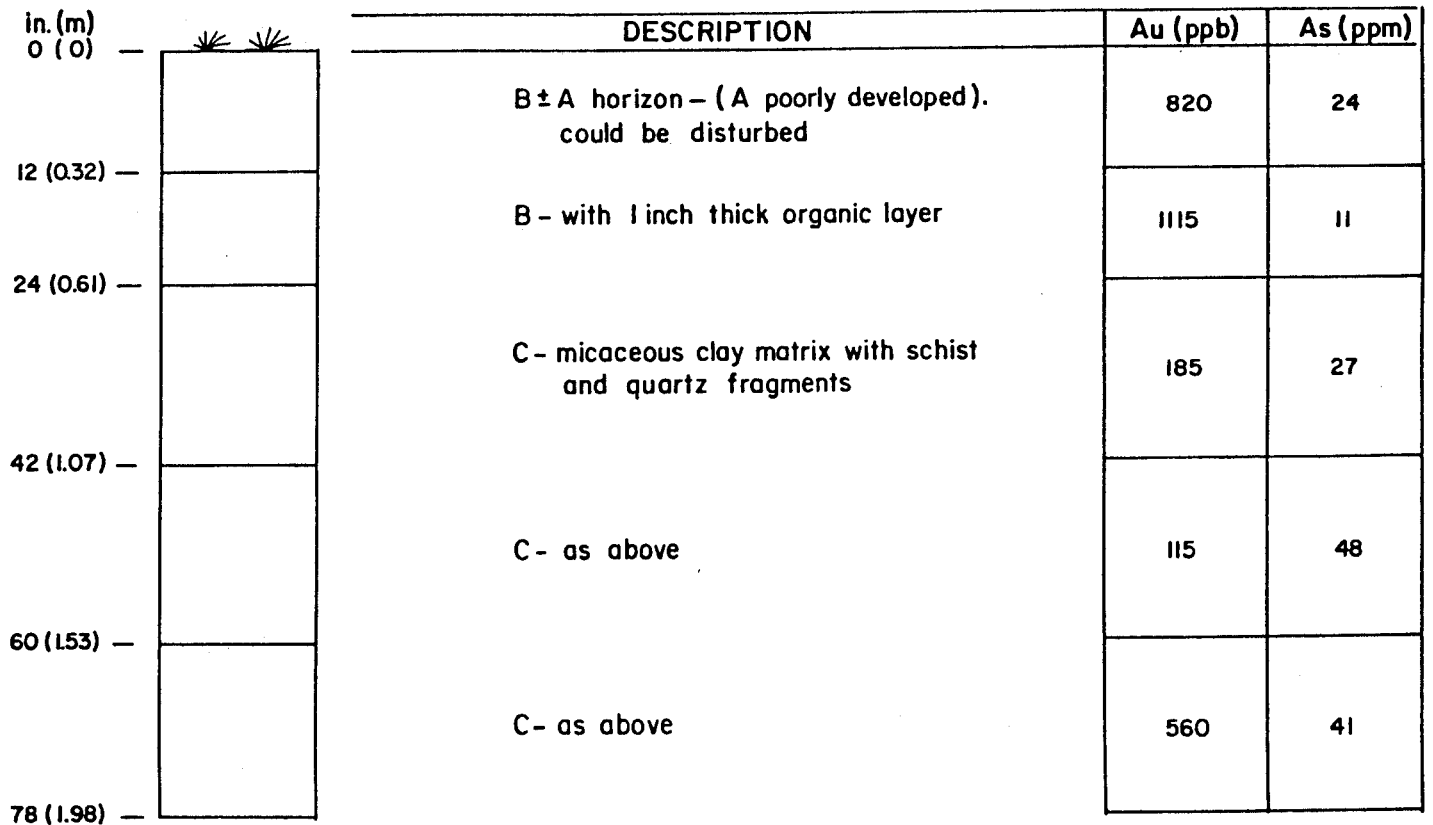 in. (m)
DESCRIPTION Au (ppb) As (ppm)
0 (0)
B ± A horizon – (A poorly developed). 820 24
could be disturbed
12 (0.32)
B – with 1 inch thick organic layer 1115 11
24 (0.61)
C – micaceous clay matrix with schist 185 27
and quartz fragments
42 (1.07)
C – as above 115 48
60 (1.53)
C – as above 560 41
78 (1.98)